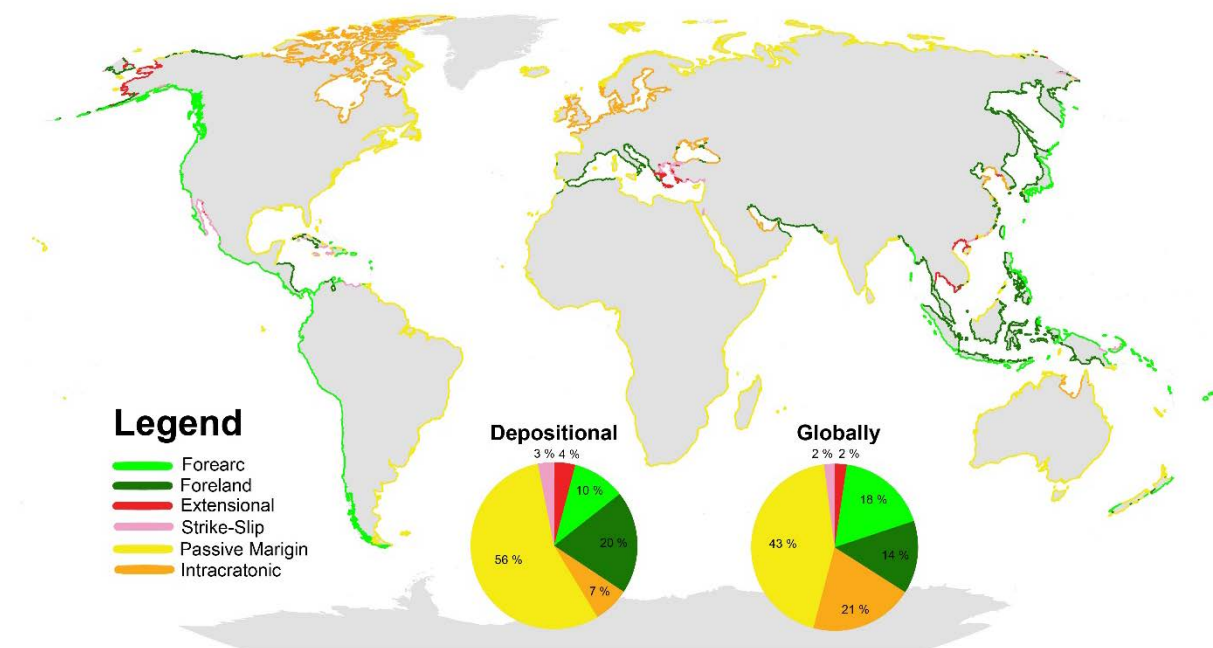 Legend
Forearc
Foreland
Extensional
Strike-Slip
Passive Marigin
Intracratonic
Depositional
3 % 4 %
10 %
20 %
56 %
7 %
Globally
2 % 2 %
18 %
43 %
14 %
21 %